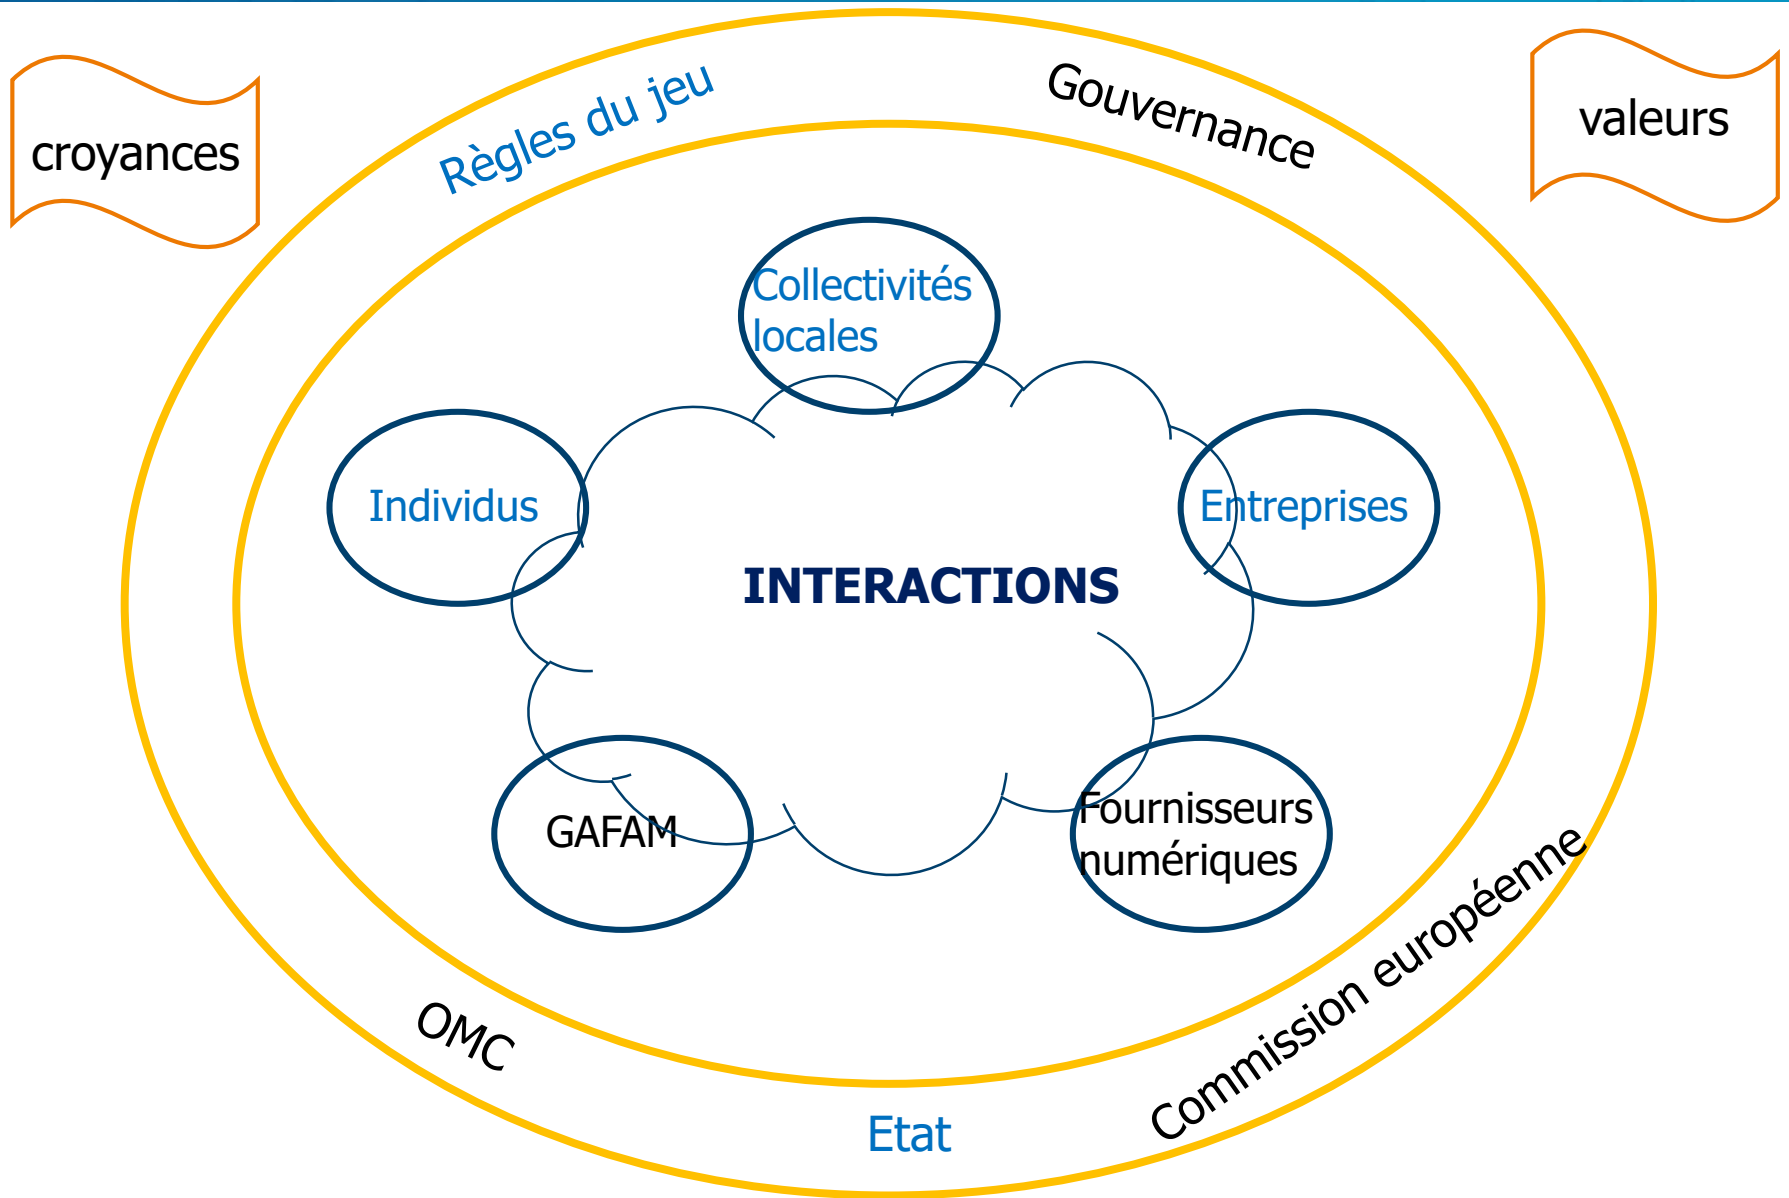 Règles du jeu
Gouvernance
croyances
valeurs
Collectivités
locales
Individus
Entreprises
INTERACTIONS
GAFAM
Fournisseurs
numériques
OMC
Commission européenne
Etat